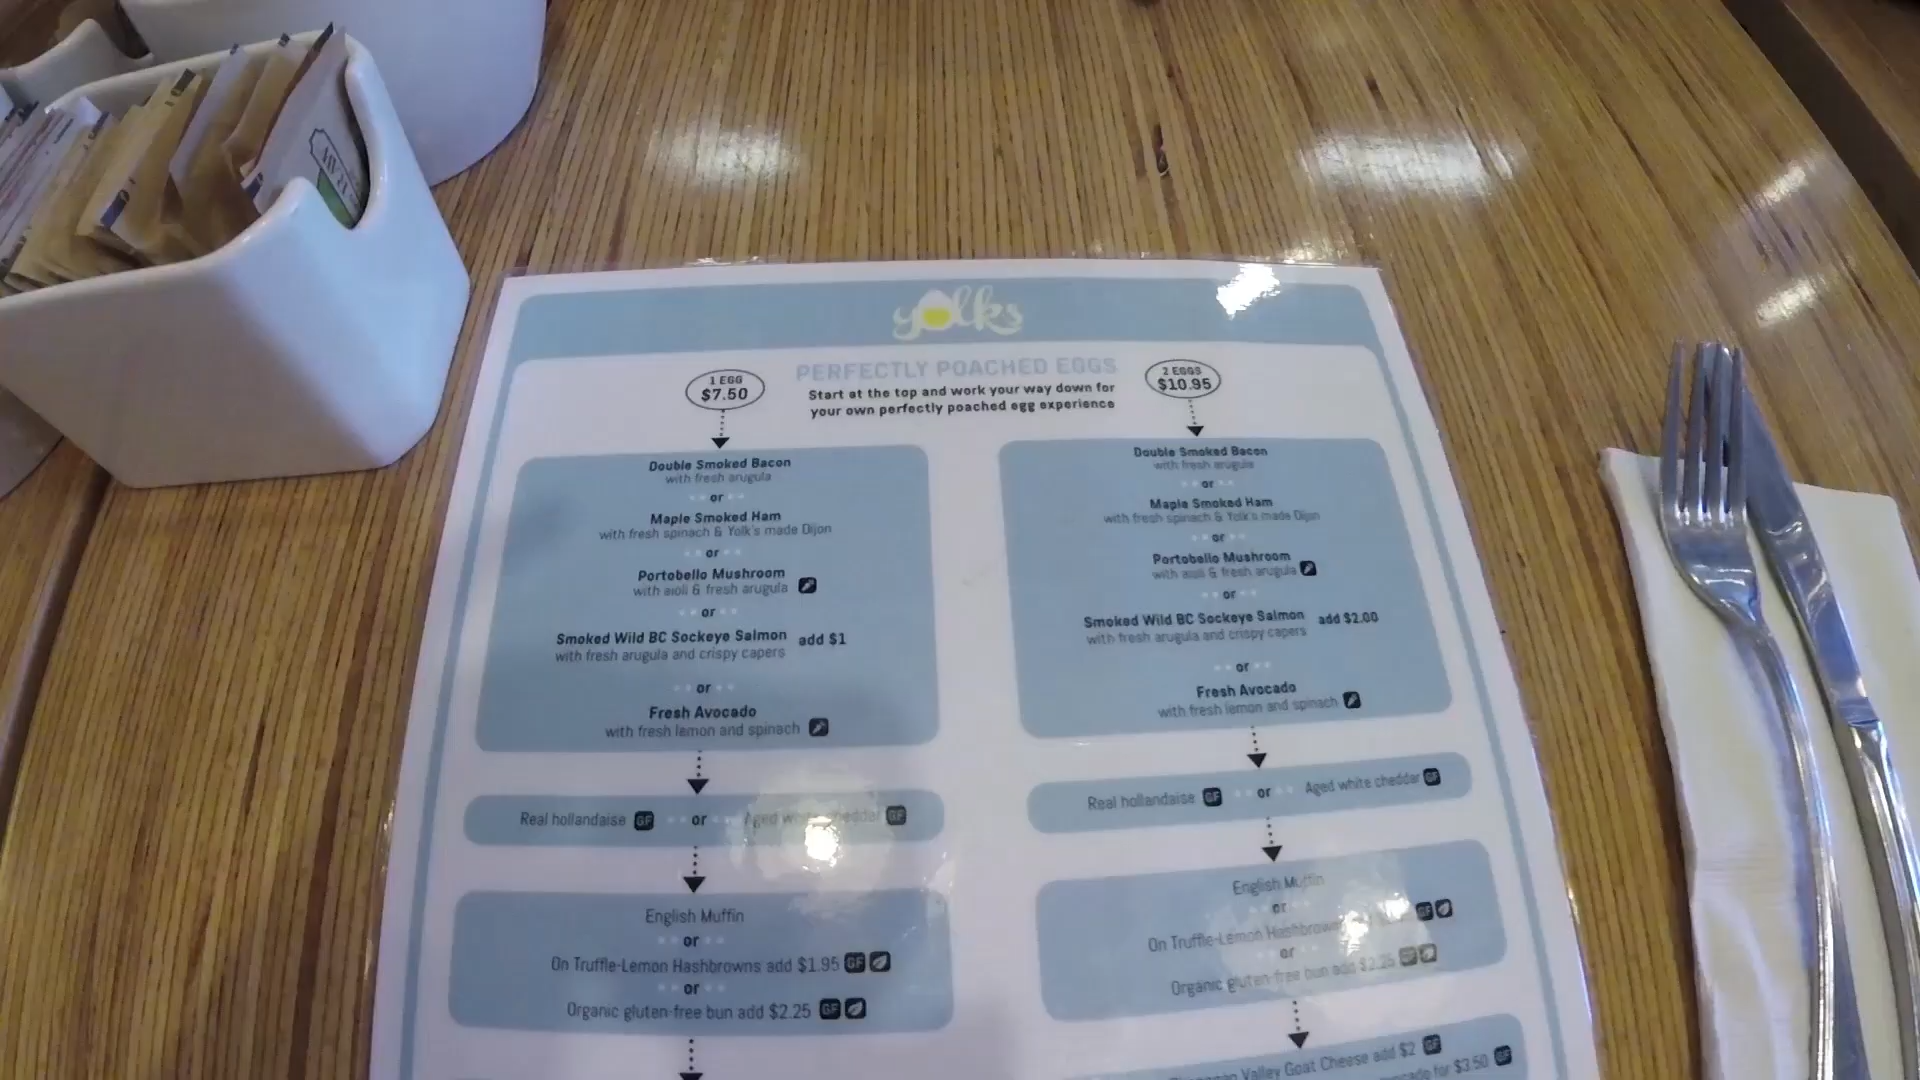 yolks
PERFECTLY POACHED EGGS
Start at the top and work your way down for
your own perfectly poached egg experience
1 EGG
$7.50
Double Smoked Bacon
with fresh arugula
or
Maple Smoked Ham
with fresh spinach & Yolk's made Dijon
or
Portobello Mushroom
with aioli & fresh arugula
or
Smoked Wild BC Sockeye Salmon add $1
with fresh arugula and crispy capers
or
Fresh Avocado
with fresh lemon and spinach
Real hollandaise GF or Aged white cheddar GF
English Muffin
or
On Truffle-Lemon Hashbrowns add $1.95 GF
or
Organic gluten-free bun add $2.25 GF
2 EGGS
$10.95
Double Smoked Bacon
with fresh arugula
or
Maple Smoked Ham
with fresh spinach & Yolk's made Dijon
or
Portobello Mushroom
with aioli & fresh arugula
or
Smoked Wild BC Sockeye Salmon add $2.00
with fresh arugula and crispy capers
or
Fresh Avocado
with fresh lemon and spinach
Real hollandaise GF or Aged white cheddar GF
English Muffin
or
On Truffle-Lemon Hashbrowns GF
or
Organic gluten-free bun add $2.25 GF
Valley Goat Cheese add $2 GF
for $3.50 GF